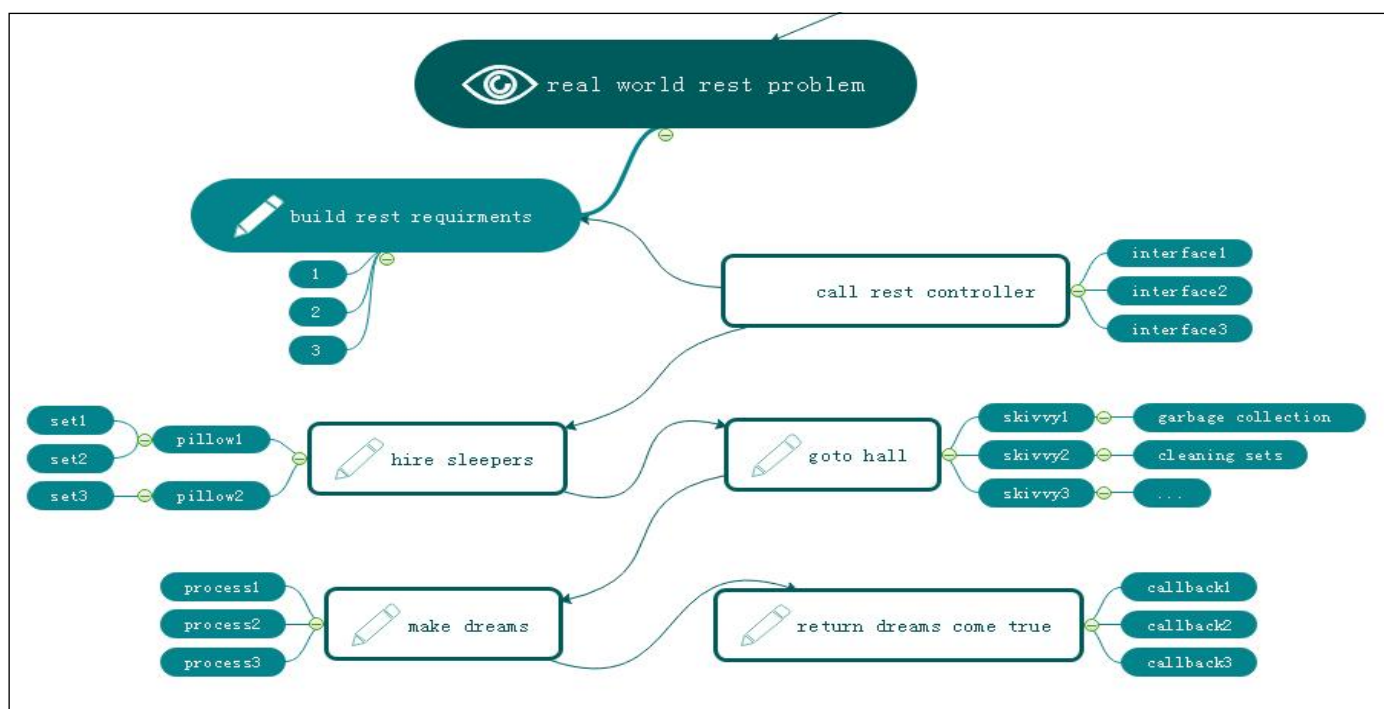 real world rest problem
build rest requirments
1
2
3
call rest controller
interface1
interface2
interface3
set1
set2
set3
pillow1
pillow2
hire sleepers
goto hall
skivvy1
garbage collection
skivvy2
cleaning sets
skivvy3
...
process1
process2
process3
make dreams
return dreams come true
callback1
callback2
callback3